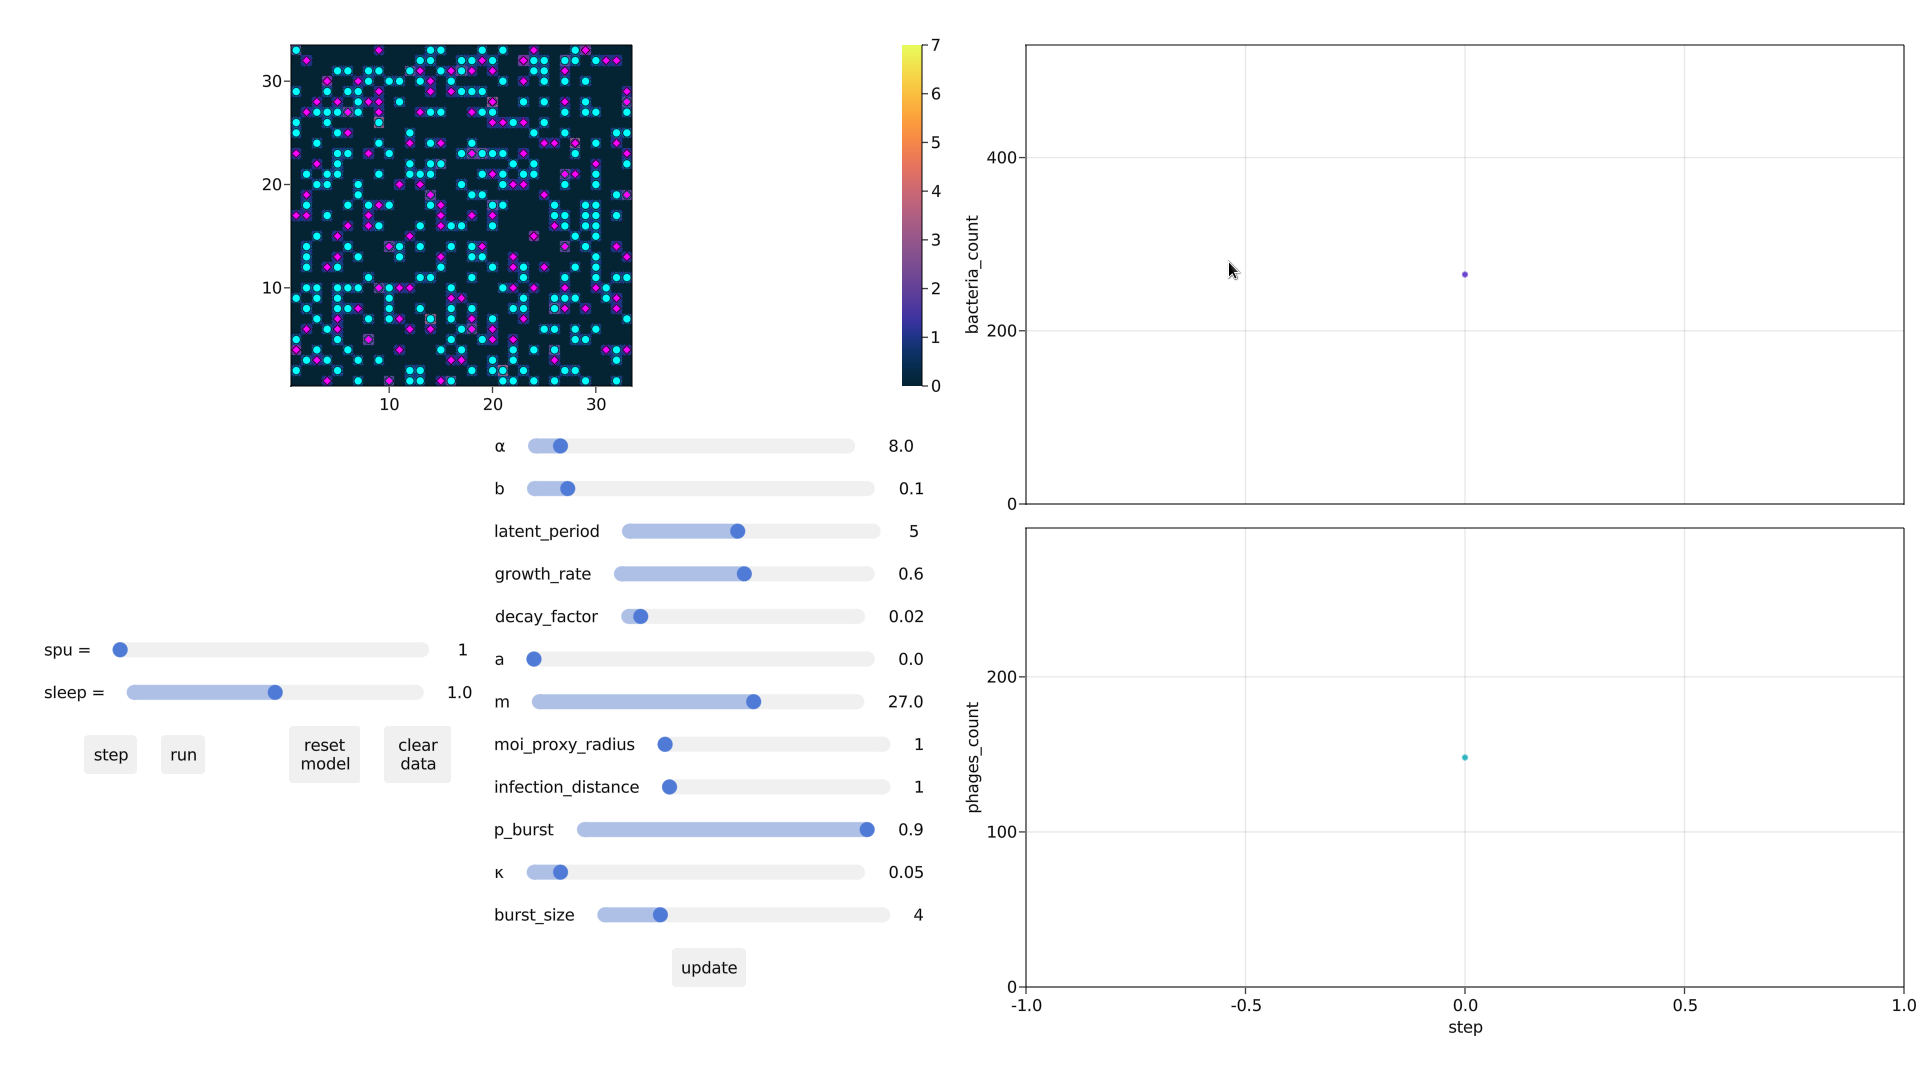 30
20
10
10 20 30
7
6
5
4
3
2
1
0
α 8.0
b 0.1
latent_period 5
growth_rate 0.6
decay_factor 0.02
a 0.0
m 27.0
moi_proxy_radius 1
infection_distance 1
p_burst 0.9
κ 0.05
burst_size 4
update
spu = 1
sleep = 1.0
step
run
reset
model
clear
data
bacteria_count
400
200
0
phages_count
200
100
0
-1.0 -0.5 0.0 0.5 1.0
step